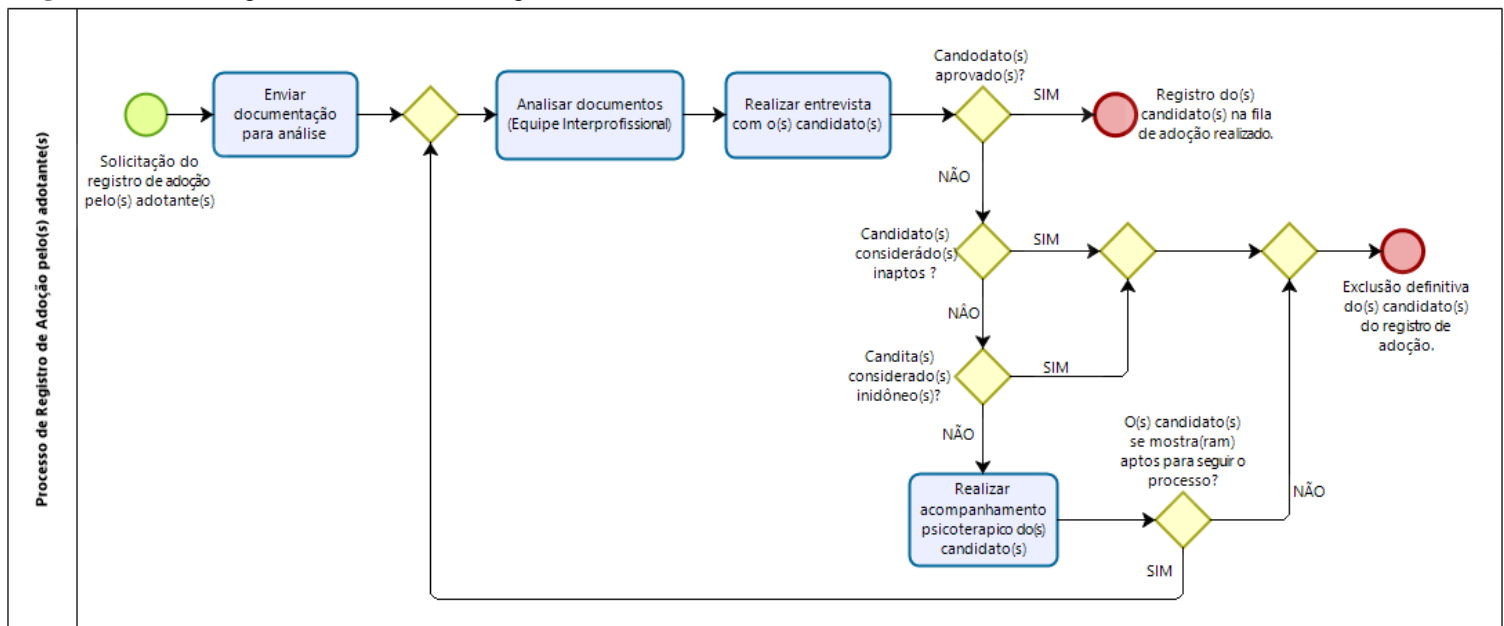 Processo de Registro de Adoção pelo(s) adotante(s)
Solicitação do
registro de adoção
pelo(s) adotante(s)
Enviar
documentação
para análise
Analisar documentos
(Equipe Interprofissional)
Realizar entrevista
com o(s) candidato(s)
Candodato(s)
aprovado(s)?
SIM
Registro do(s)
candidato(s) na fila
de adoção realizado.
NÃO
Candidato(s)
considerádo(s)
inaptos ?
SIM
Exclusão definitiva
do(s) candidato(s)
do registro de
adoção.
NÂO
Candita(s)
considerado(s)
inidôneo(s)?
SIM
NÃO
Realizar
acompanhamento
psicoterapico do(s)
candidato(s)
O(s) candidato(s)
se mostra(ram)
aptos para seguir o
processo?
NÃO
SIM